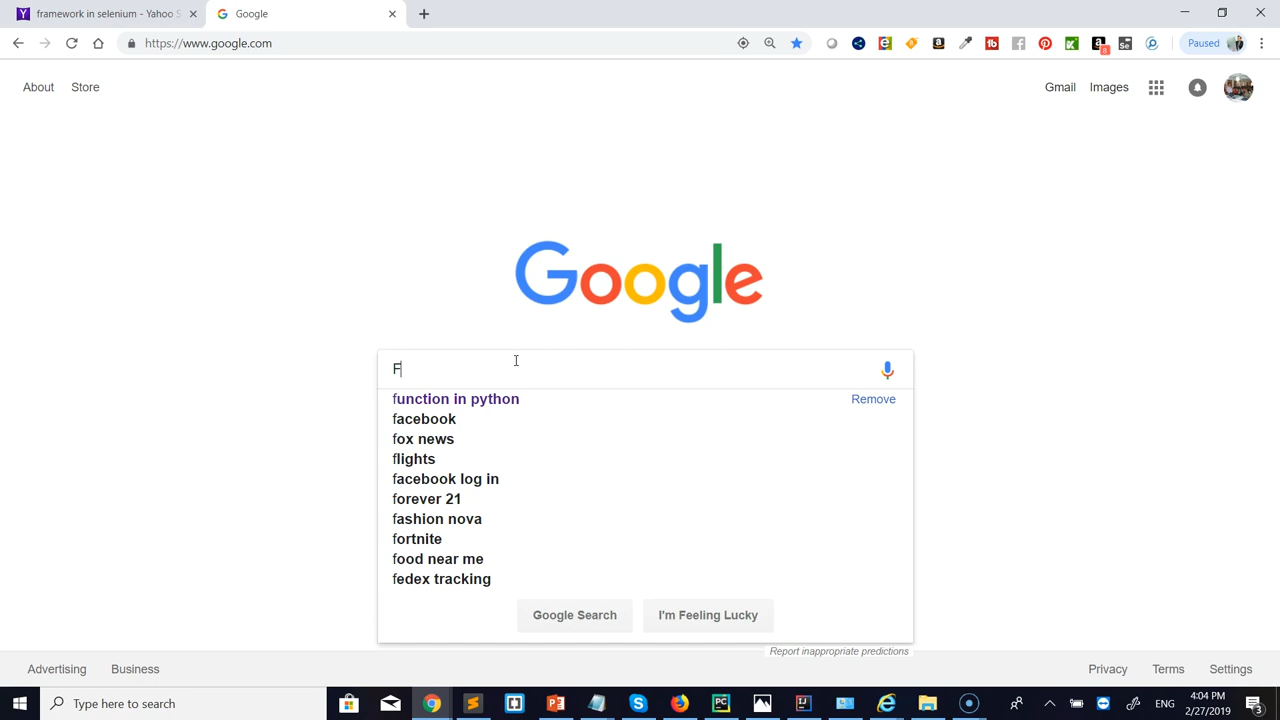 framework in selenium - Yahoo S
Google
https://www.google.com
Paused
8
Se
About Store
Gmail Images
Google
F
function in python Remove
facebook
fox news
flights
facebook log in
forever 21
fashion nova
fortnite
food near me
fedex tracking
Google Search I'm Feeling Lucky
Report inappropriate predictions
Advertising Business
Privacy Terms Settings
Type here to search
ENG
4:04 PM
2/27/2019
3